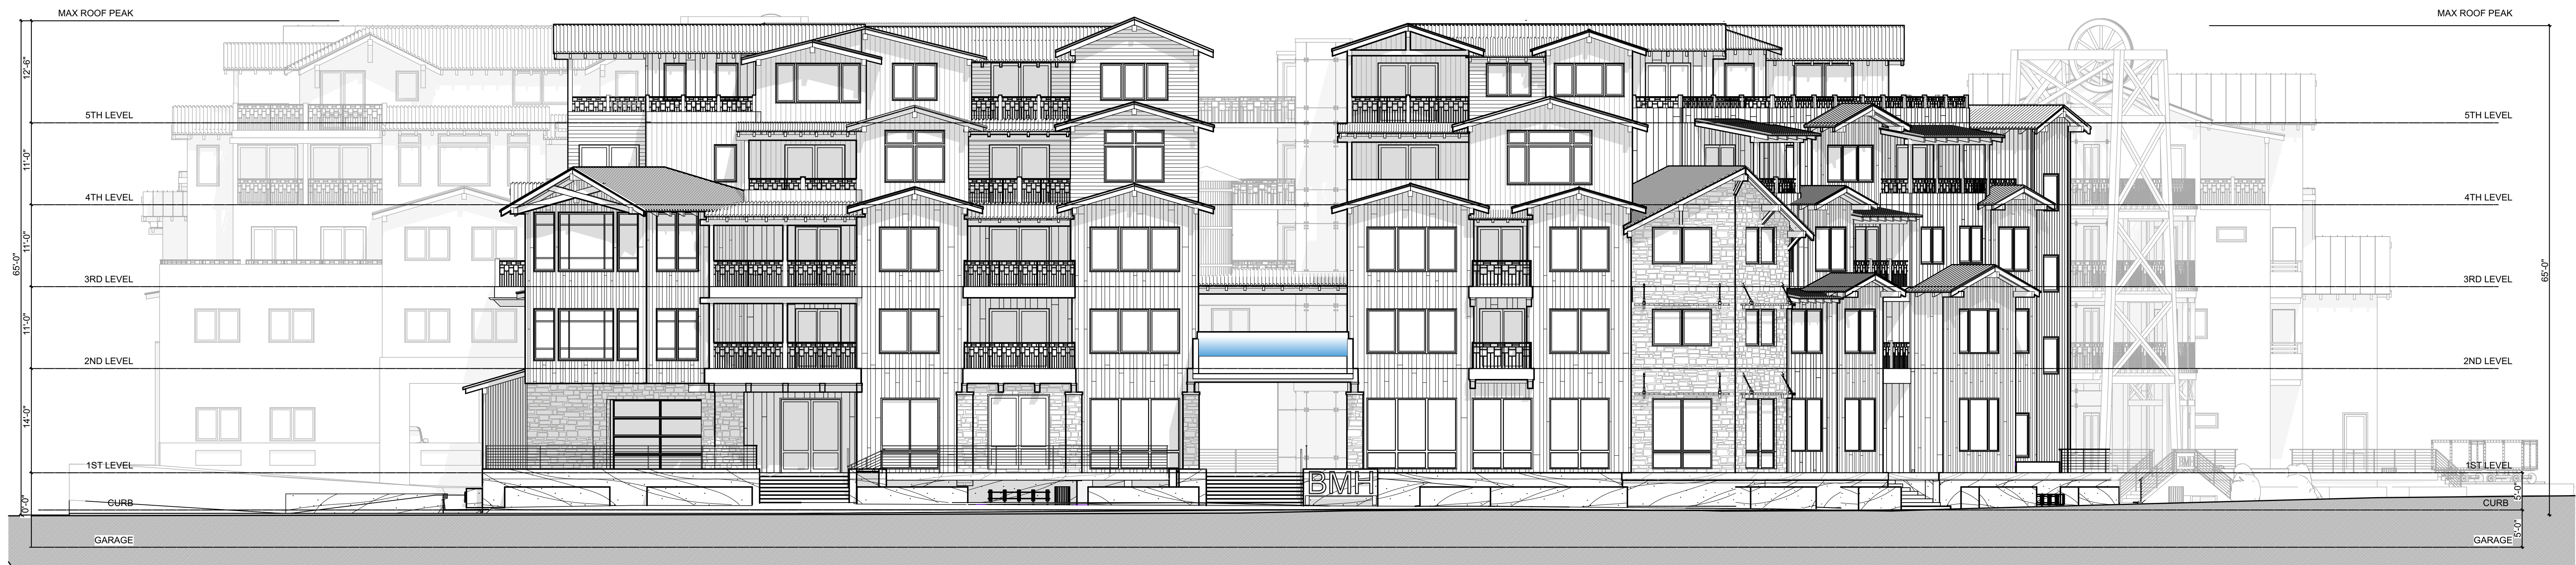 MAX ROOF PEAK
MAX ROOF PEAK
12'-6"
5TH LEVEL
5TH LEVEL
11'-0"
4TH LEVEL
4TH LEVEL
11'-0"
65'-0"
65'-0"
3RD LEVEL
3RD LEVEL
11'-0"
2ND LEVEL
2ND LEVEL
14'-0"
1ST LEVEL
1ST LEVEL
BMH
5'-0"
CURB
CURB
5'-0"
GARAGE
GARAGE